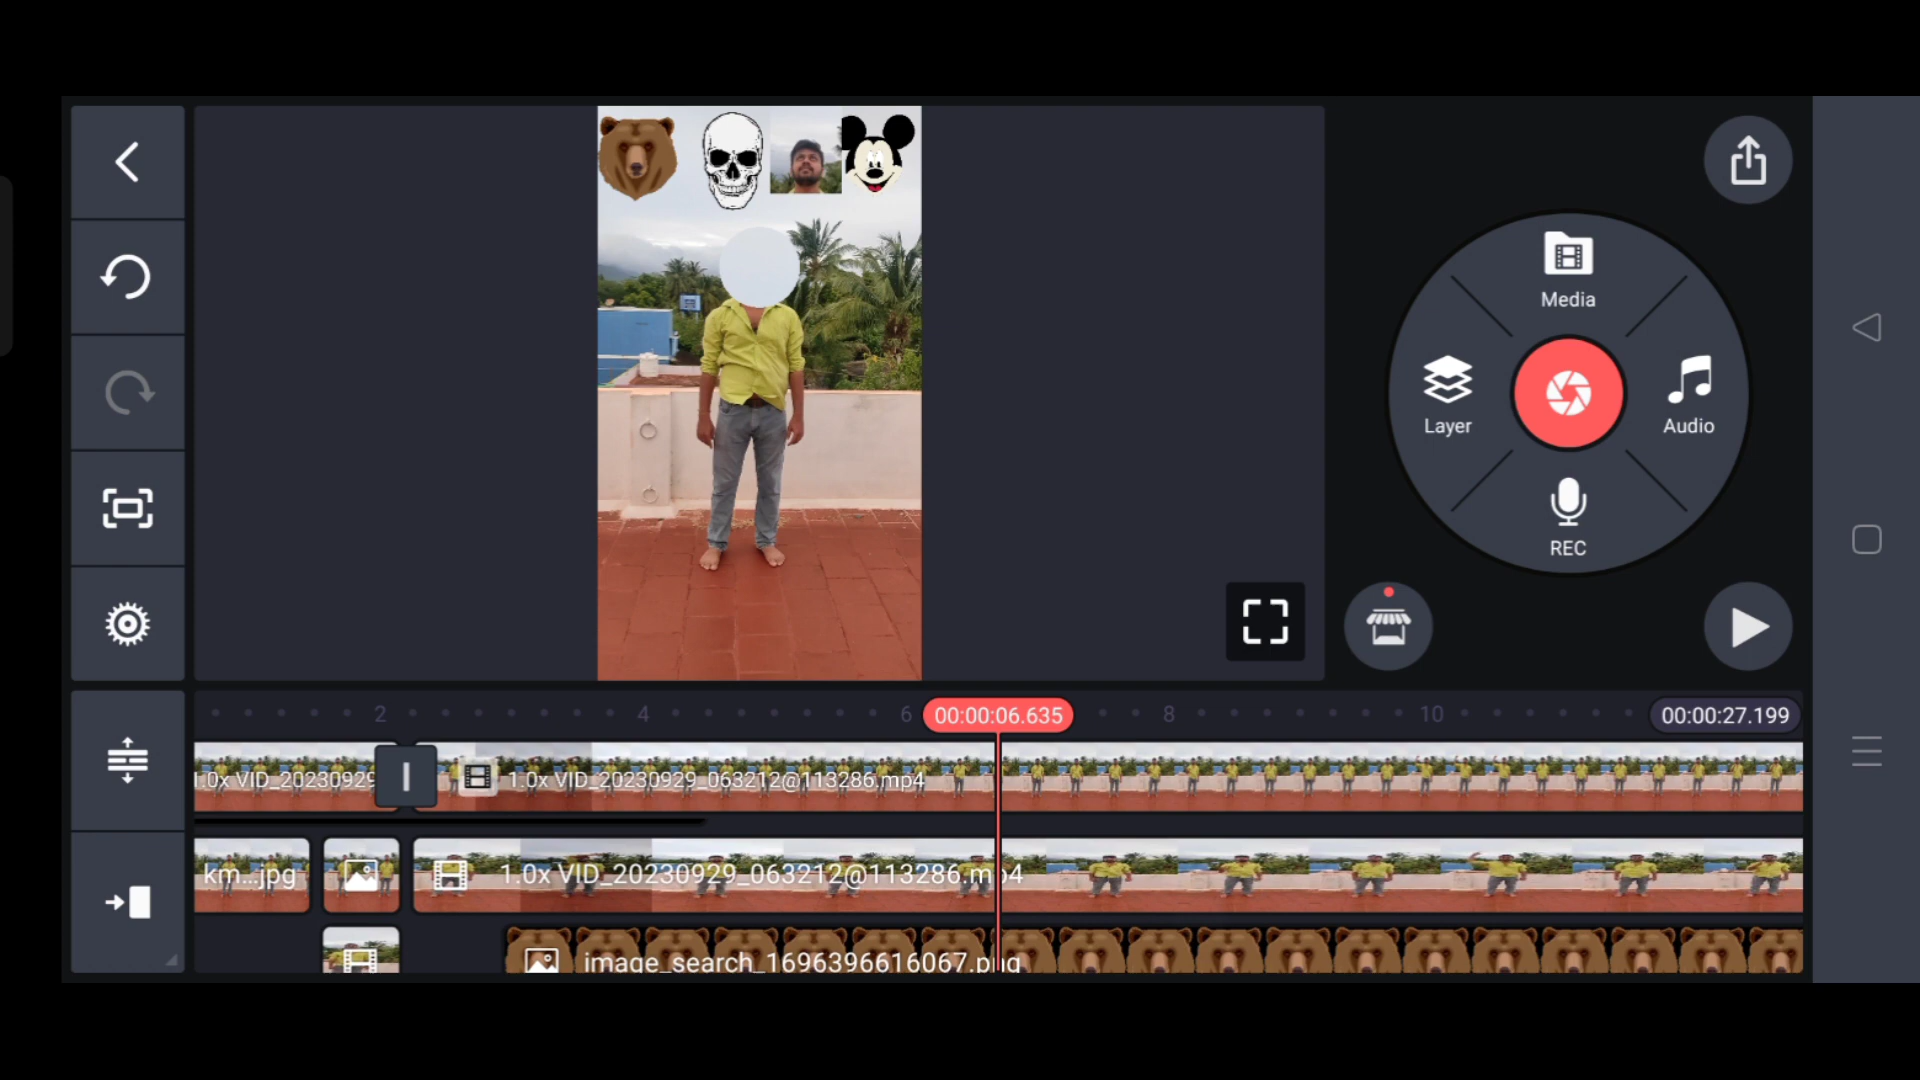 Media
Layer
Audio
REC
2
4
6
00:00:06.635
8
10
00:00:27.199
1.0x VID_20230929
1.0x VID_20230929_063212@113286.mp4
km...jpg
1.0x VID_20230929_063212@113286.mp4
image_search_1696396616067.png